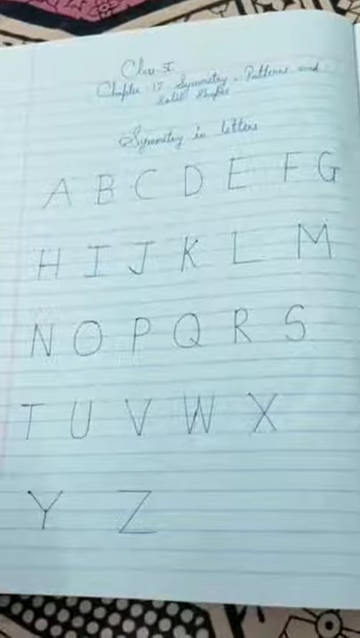 Class-V
Chapter 17 Symmetry, Patterns and
Solid Shapes
Symmetry in letters
A B C D E F G
H I J K L M
N O P Q R S
T U V W X
Y Z